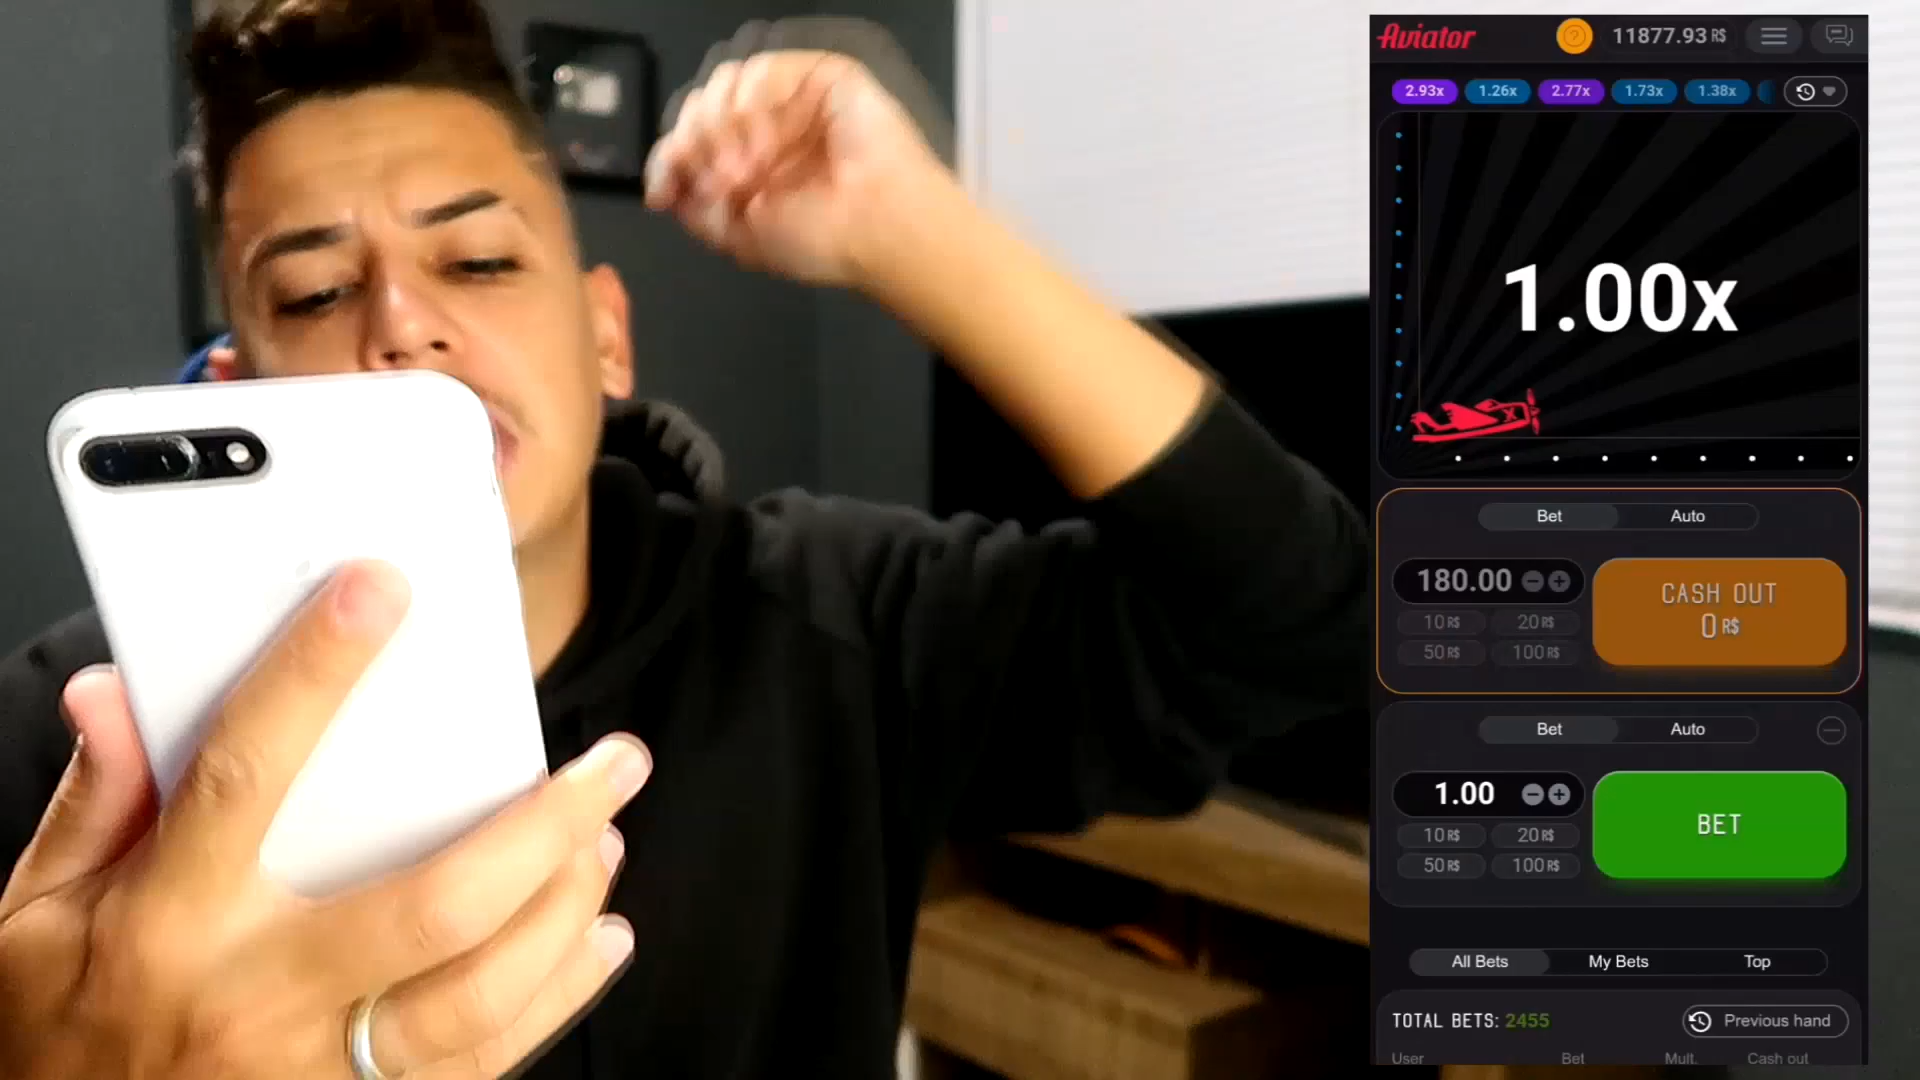 Aviator
11877.93 R$
2.93x 1.26x 2.77x 1.73x 1.38x
1.00x
Bet Auto
180.00
10 R$ 20 R$
50 R$ 100 R$
CASH OUT
0 R$
Bet Auto
1.00
10 R$ 20 R$
50 R$ 100 R$
BET
All Bets My Bets Top
TOTAL BETS: 2455
Previous hand
User Bet Mult. Cash out